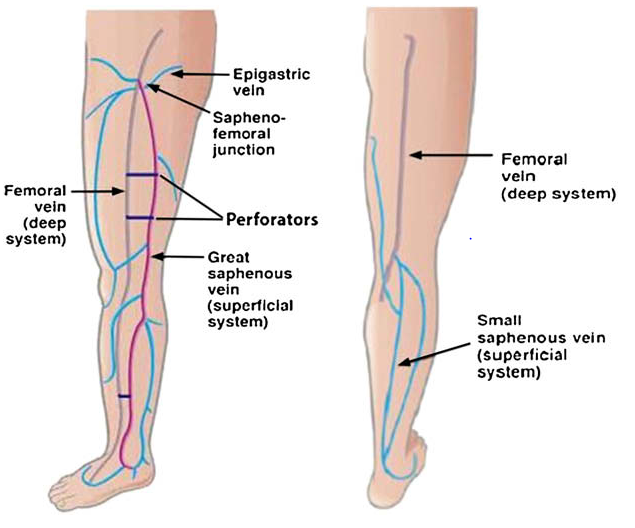 Epigastric
vein
Sapheno-
femoral
junction
Femoral
vein
(deep
system)
Perforators
Great
saphenous
vein
(superficial
system)
Femoral
vein
(deep system)
Small
saphenous vein
(superficial
system)